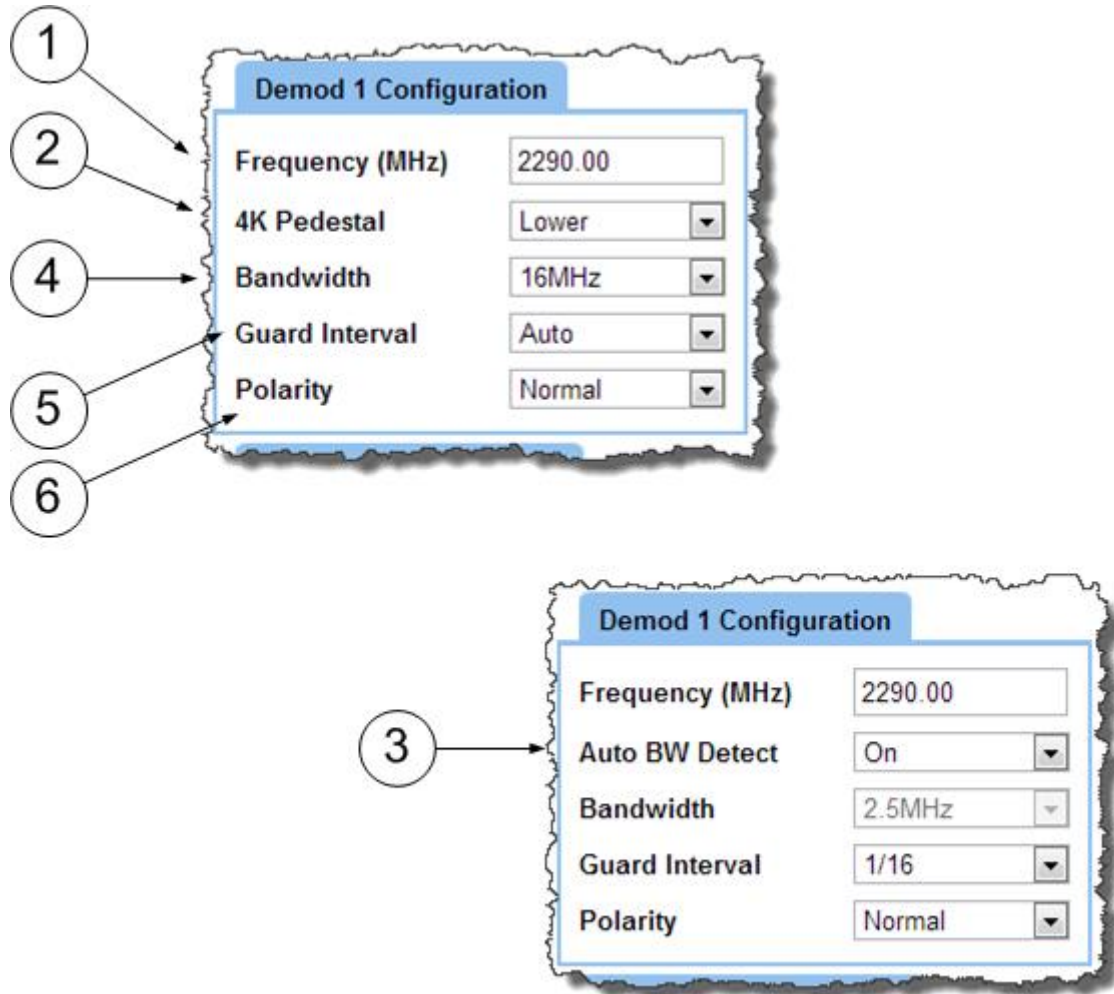 1
Demod 1 Configuration
2
Frequency (MHz) 2290.00
4K Pedestal Lower
4
Bandwidth 16MHz
Guard Interval Auto
5
Polarity Normal
6
Demod 1 Configuration
Frequency (MHz) 2290.00
3
Auto BW Detect On
Bandwidth 2.5MHz
Guard Interval 1/16
Polarity Normal